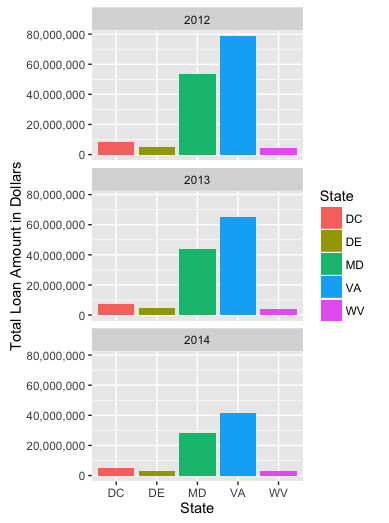 2012
80,000,000
60,000,000
40,000,000
20,000,000
0
2013
80,000,000
60,000,000
40,000,000
20,000,000
0
2014
80,000,000
60,000,000
40,000,000
20,000,000
0
DC DE MD VA WV
State
Total Loan Amount in Dollars
State
DC
DE
MD
VA
WV